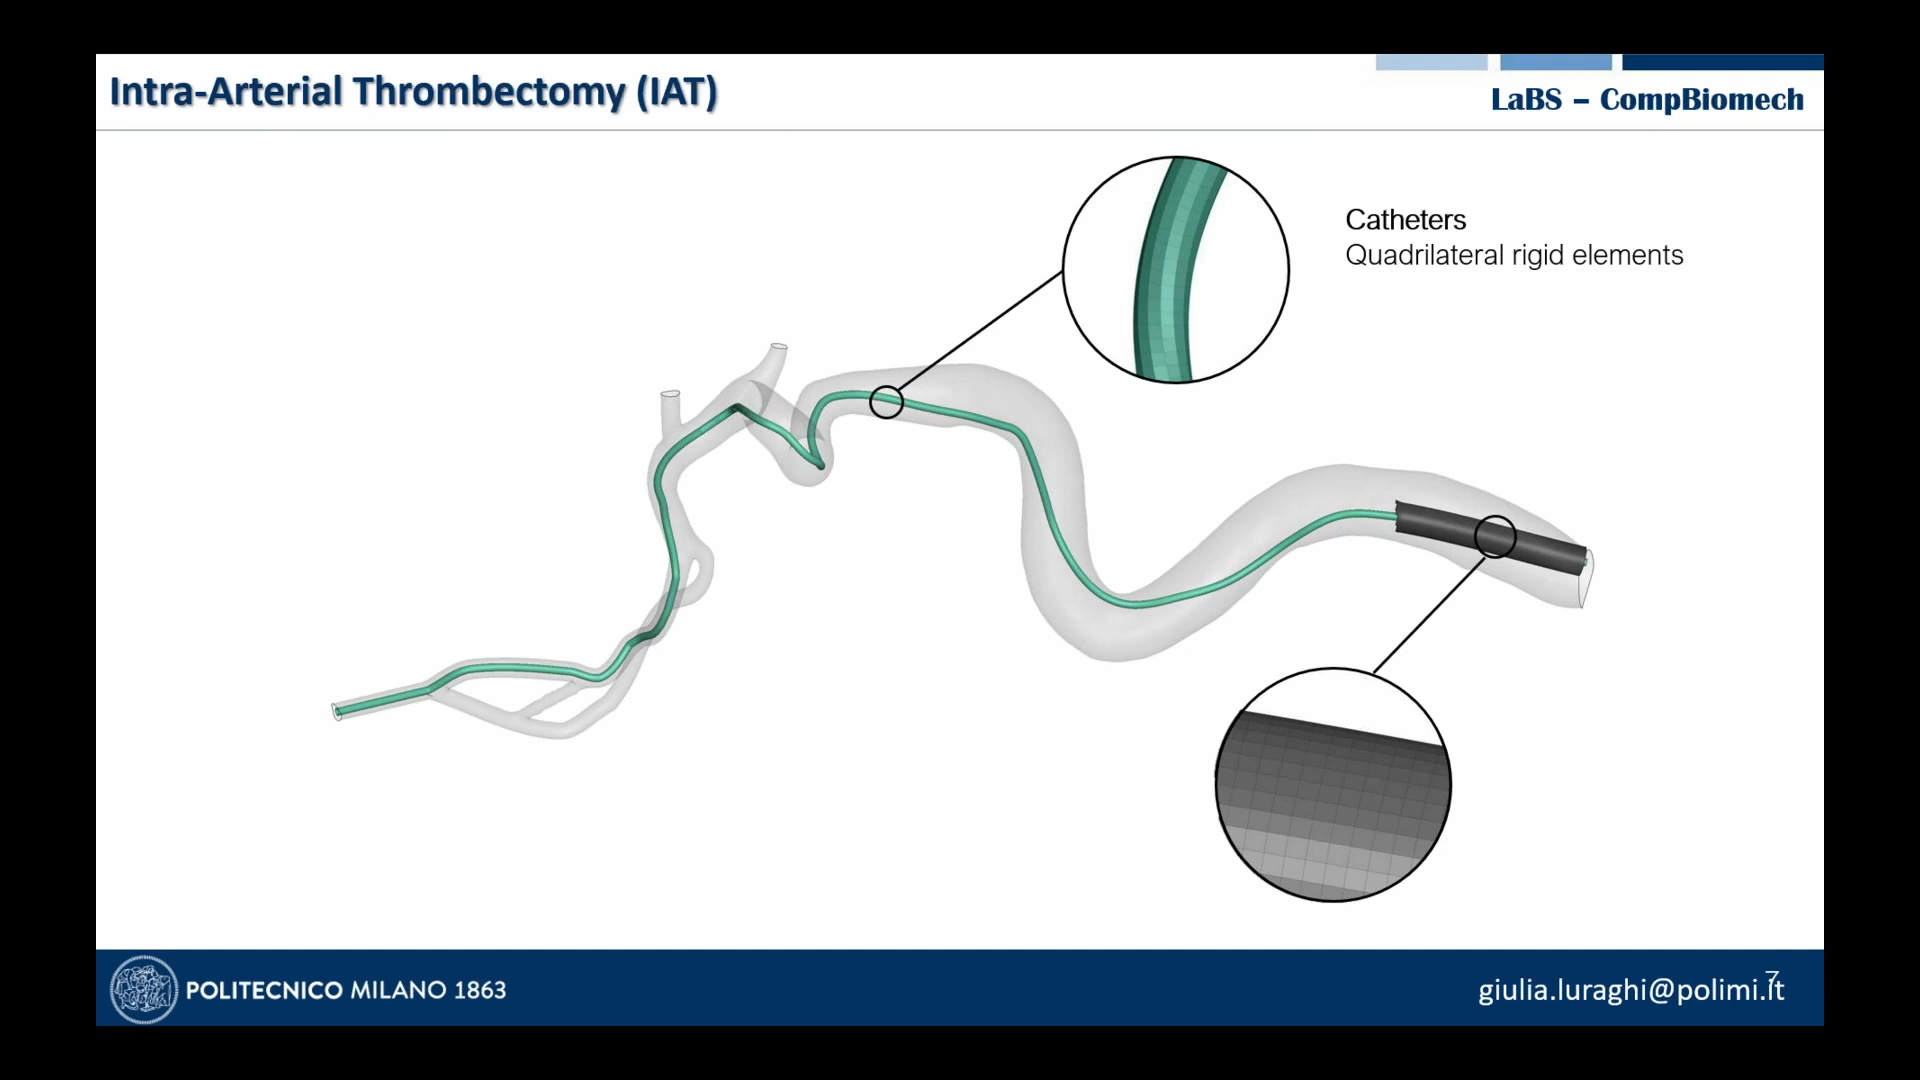 Intra-Arterial Thrombectomy (IAT)
LaBS – CompBiomech
Catheters
Quadrilateral rigid elements
POLITECNICO MILANO 1863
7
giulia.luraghi@polimi.it